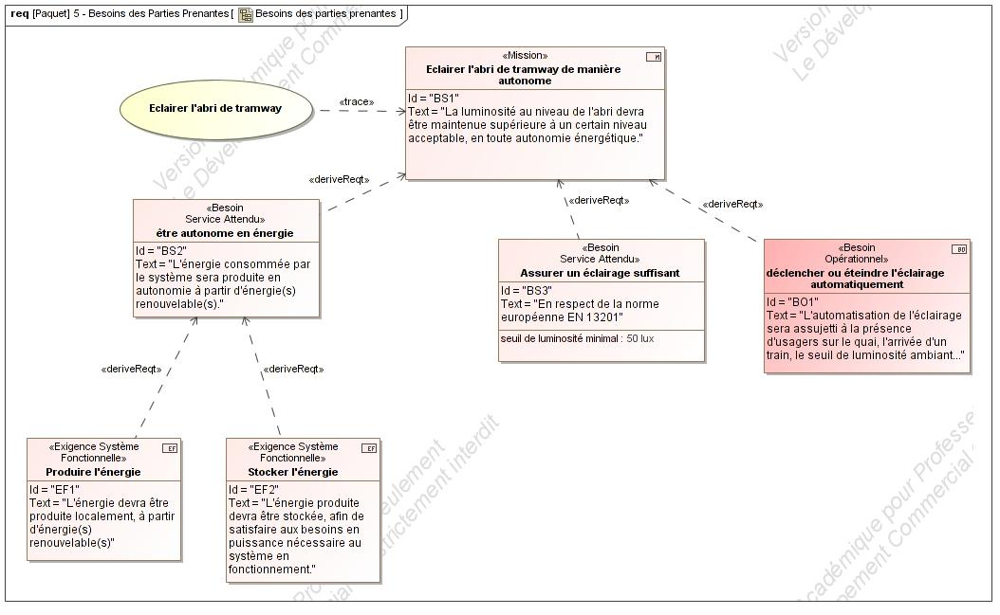 req [Paquet] 5 - Besoins des Parties Prenantes [ Besoins des parties prenantes ]
«Mission»
Eclairer l'abri de tramway de manière
autonome
M
Id = "BS1"
Text = "La luminosité au niveau de l'abri devra
être maintenue supérieure à un certain niveau
acceptable, en toute autonomie énergétique."
Eclairer l'abri de tramway
«trace»
«deriveReqt»
«deriveReqt»
«deriveReqt»
«Besoin
Service Attendu»
être autonome en énergie
Id = "BS2"
Text = "L'énergie consommée par
le système sera produite en
autonomie à partir d'énergie(s)
renouvelable(s)."
«Besoin
Service Attendu»
Assurer un éclairage suffisant
Id = "BS3"
Text = "En respect de la norme
européenne EN 13201"
seuil de luminosité minimal : 50 lux
«Besoin
Opérationnel»
BO
déclencher ou éteindre l'éclairage
automatiquement
Id = "BO1"
Text = "L'automatisation de l'éclairage
sera assujetti à la présence
d'usagers sur le quai, l'arrivée d'un
train, le seuil de luminosité ambiant..."
«deriveReqt»
«deriveReqt»
«Exigence Système
Fonctionnelle»
EF
Produire l'énergie
Id = "EF1"
Text = "L'énergie devra être
produite localement, à partir
d'énergie(s)
renouvelable(s)"
«Exigence Système
Fonctionnelle»
EF
Stocker l'énergie
Id = "EF2"
Text = "L'énergie produite
devra être stockée, afin de
satisfaire aux besoins en
puissance nécessaire au
système en
fonctionnement."